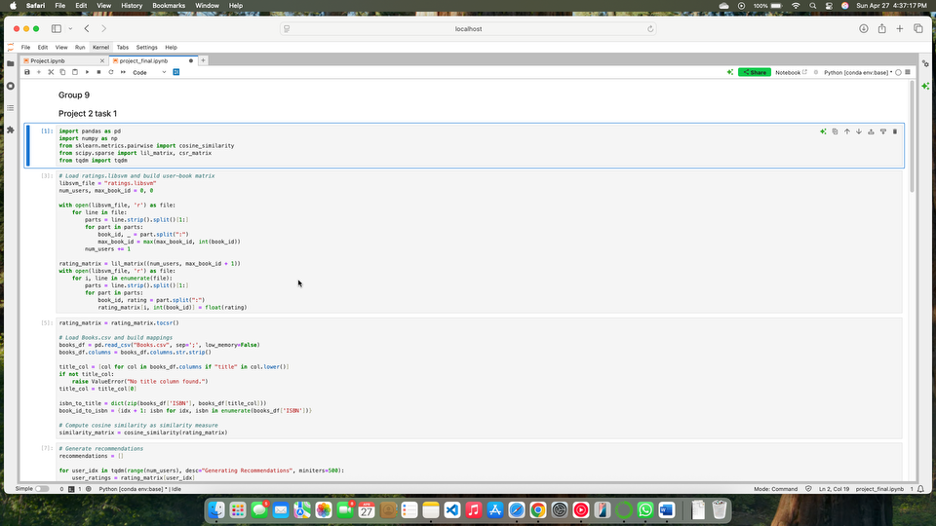 Safari File Edit View History Bookmarks Window Help 100% Sun Apr 27 4:37:17 PM
localhost
File Edit View Run Kernel Tabs Settings Help
Project.ipynb project_final.ipynb
Code Share Notebook Python [conda env:base] *
Group 9
Project 2 task 1
[1]: import pandas as pd
import numpy as np
from sklearn.metrics.pairwise import cosine_similarity
from scipy.sparse import lil_matrix, csr_matrix
from tqdm import tqdm
[3]: # Load ratings.libsvm and build user-book matrix
libsvm_file = "ratings.libsvm"
num_users, max_book_id = 0, 0
with open(libsvm_file, 'r') as file:
for line in file:
parts = line.strip().split()[1:]
for part in parts:
book_id, _ = part.split(":")
max_book_id = max(max_book_id, int(book_id))
num_users += 1
rating_matrix = lil_matrix((num_users, max_book_id + 1))
with open(libsvm_file, 'r') as file:
for i, line in enumerate(file):
parts = line.strip().split()[1:]
for part in parts:
book_id, rating = part.split(":")
rating_matrix[i, int(book_id)] = float(rating)
[5]: rating_matrix = rating_matrix.tocsr()
# Load Books.csv and build mappings
books_df = pd.read_csv("Books.csv", sep=';', low_memory=False)
books_df.columns = books_df.columns.str.strip()
title_col = [col for col in books_df.columns if "title" in col.lower()]
if not title_col:
raise ValueError("No title column found.")
title_col = title_col[0]
isbn_to_title = dict(zip(books_df['ISBN'], books_df[title_col]))
book_id_to_isbn = {idx + 1: isbn for idx, isbn in enumerate(books_df['ISBN'])}
# Compute cosine similarity as similarity measure
similarity_matrix = cosine_similarity(rating_matrix)
[7]: # Generate recommendations
recommendations = []
for user_idx in tqdm(range(num_users), desc="Generating Recommendations", miniters=500):
user_ratings = rating_matrix[user_idx]
Simple 0 1 Python [conda env:base] * | Idle Mode: Command Ln 2, Col 19 project_final.ipynb 1